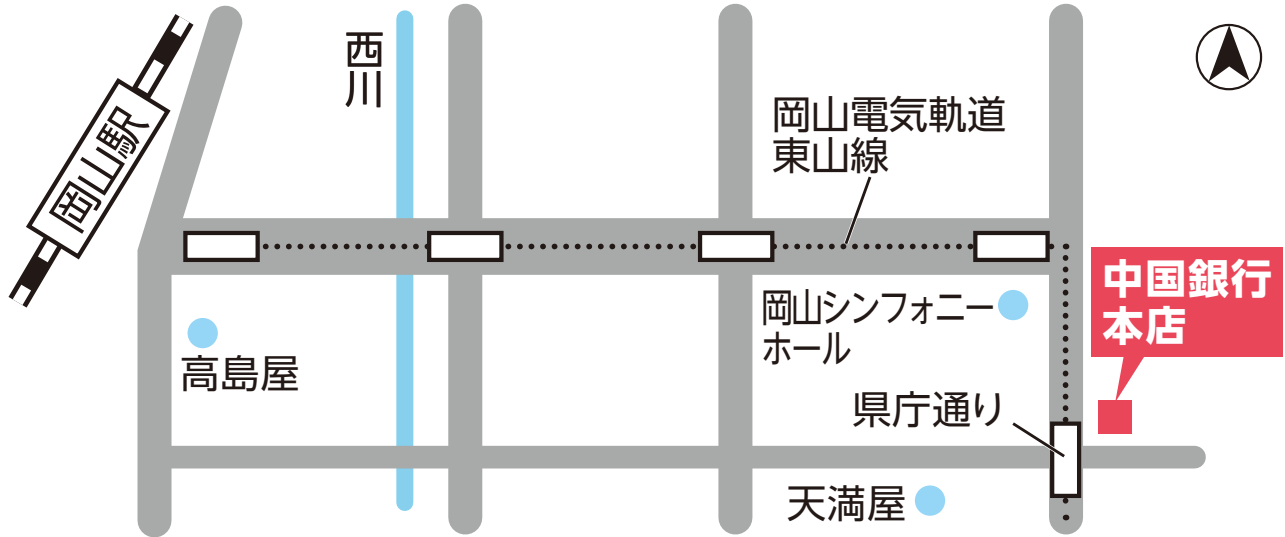 岡山駅
西川
岡山電気軌道
東山線
中国銀行
本店
岡山シンフォニー
ホール
高島屋
県庁通り
天満屋